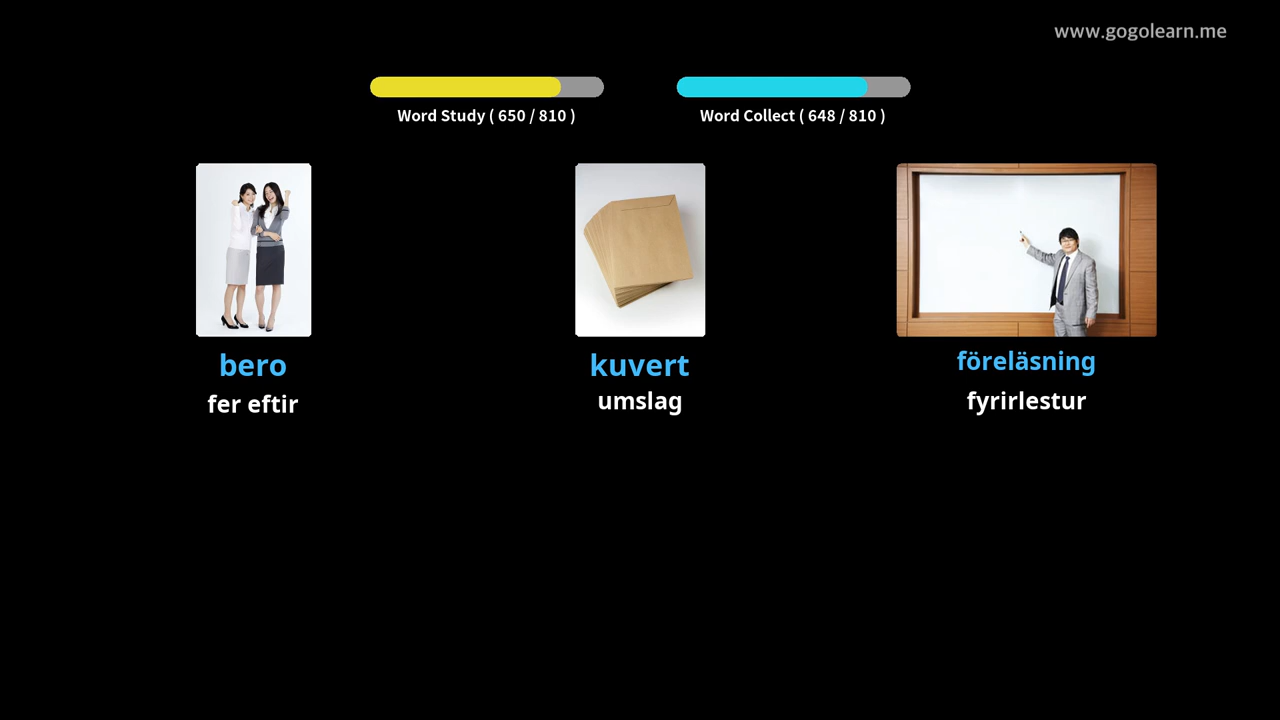 www.gogolearn.me
Word Study ( 650 / 810 )
Word Collect ( 648 / 810 )
bero
fer eftir
kuvert
umslag
föreläsning
fyrirlestur